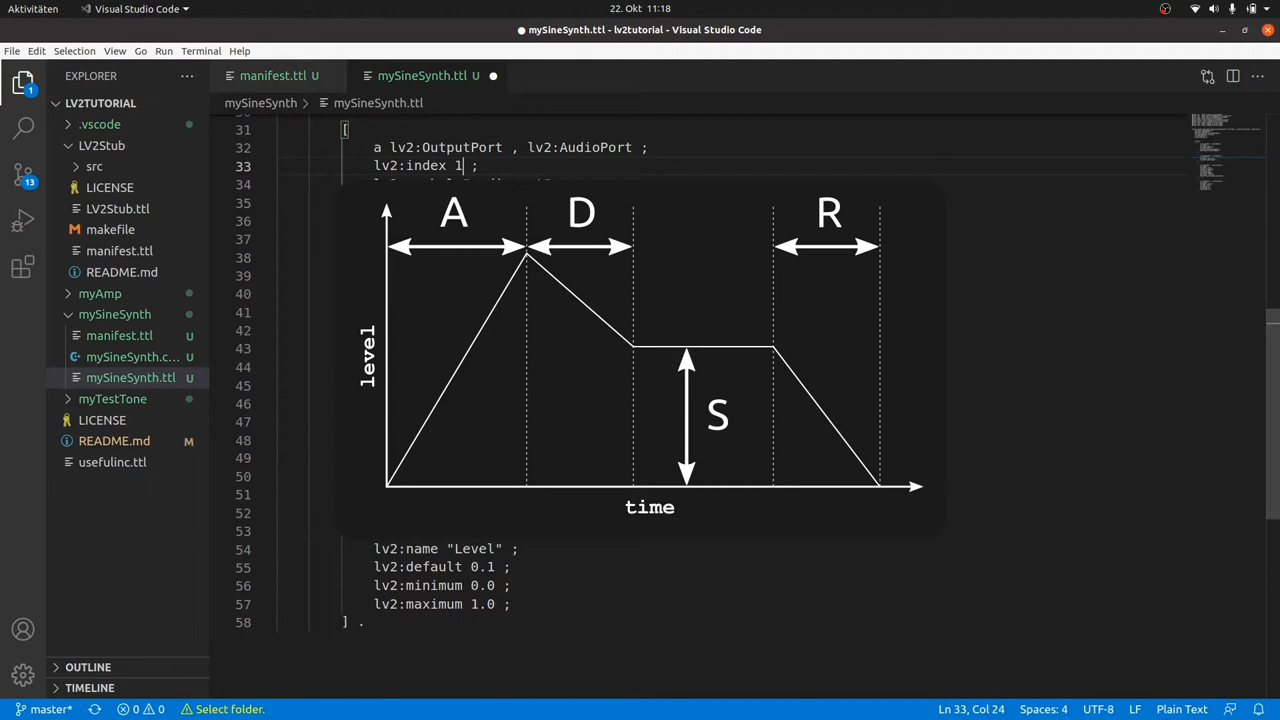 Aktivitäten
Visual Studio Code
22. Okt 11:18
mySineSynth.ttl - lv2tutorial - Visual Studio Code
File Edit Selection View Go Run Terminal Help
EXPLORER
manifest.ttl U
mySineSynth.ttl U
LV2TUTORIAL
mySineSynth
mySineSynth.ttl
.vscode
LV2Stub
src
LICENSE
LV2Stub.ttl
makefile
manifest.ttl
README.md
myAmp
mySineSynth
manifest.ttl U
mySineSynth.c... U
mySineSynth.ttl U
myTestTone
LICENSE
README.md M
usefulinc.ttl
OUTLINE
TIMELINE
31 [
32 a lv2:OutputPort , lv2:AudioPort ;
33 lv2:index 1 ;
34
35
36
37
38
39
40
41
42
43
44
45
46
47
48
49
50
51
52
53
54 lv2:name "Level" ;
55 lv2:default 0.1 ;
56 lv2:minimum 0.0 ;
57 lv2:maximum 1.0 ;
58 ] .
A D R
level
S
time
1
master*
0 0
Select folder.
Ln 33, Col 24
Spaces: 4
UTF-8
LF
Plain Text